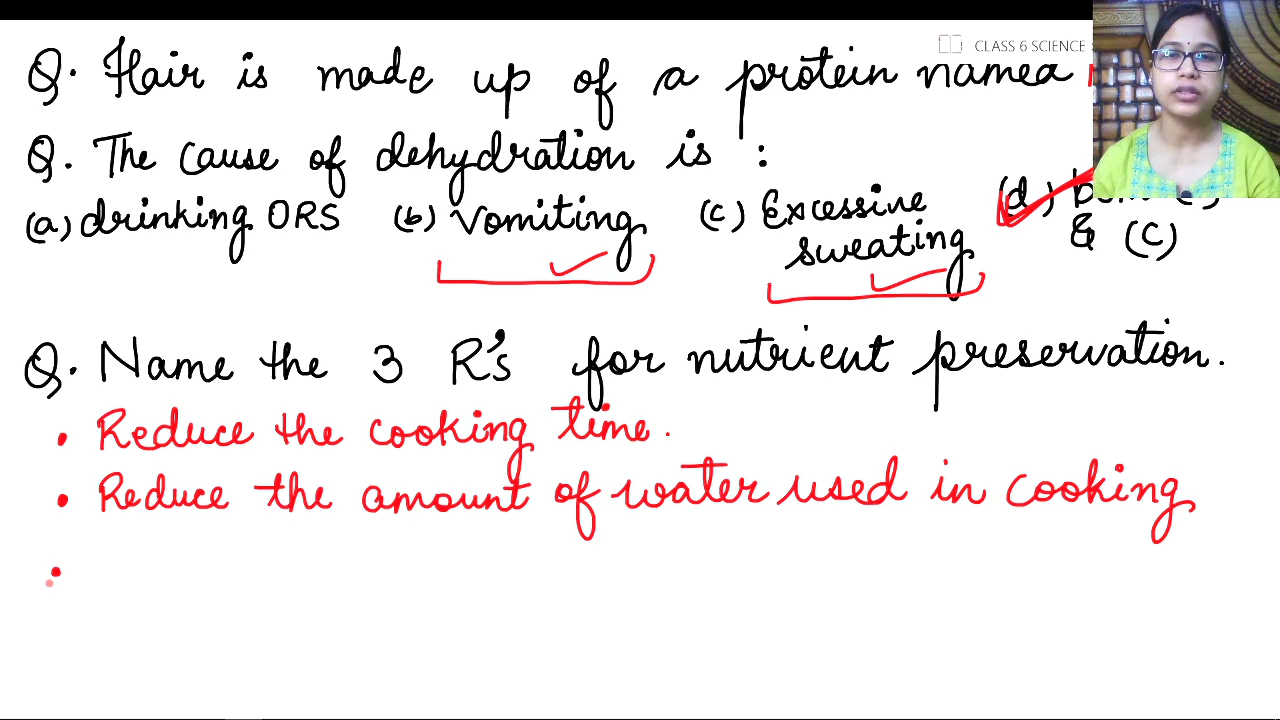 CLASS 6 SCIENCE
Q. Hair is made up of a protein named
Q. The cause of dehydration is :
(a) drinking ORS (b) Vomiting (c) Excessive sweating (d)
& (C)
Q. Name the 3 R's for nutrient preservation.
• Reduce the cooking time.
• Reduce the amount of water used in cooking
•